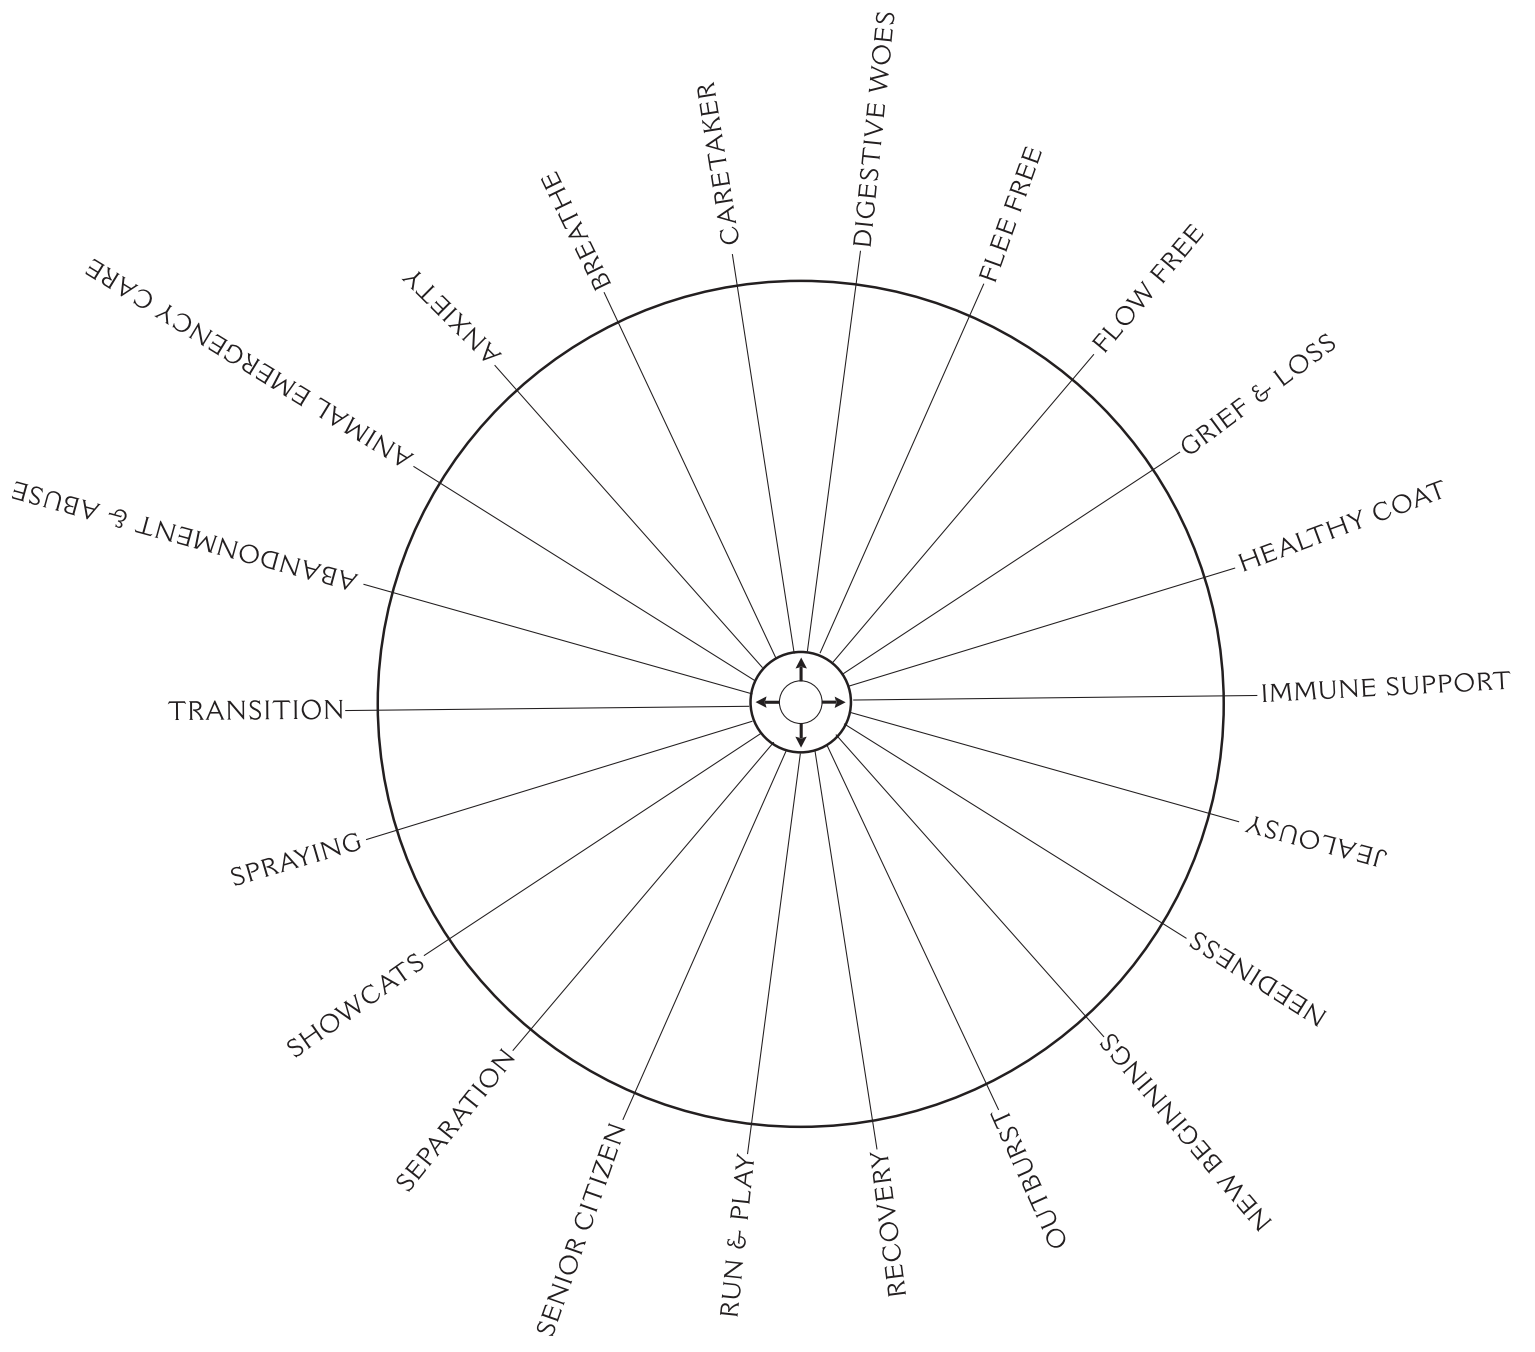 ABANDONMENT & ABUSE
ANIMAL EMERGENCY CARE
ANXIETY
BREATHE
CARETAKER
DIGESTIVE WOES
FLEE FREE
FLOW FREE
GRIEF & LOSS
HEALTHY COAT
IMMUNE SUPPORT
JEALOUSY
NEEDINESS
NEW BEGINNINGS
OUTBURST
RECOVERY
RUN & PLAY
SENIOR CITIZEN
SEPARATION
SHOWCATS
SPRAYING
TRANSITION